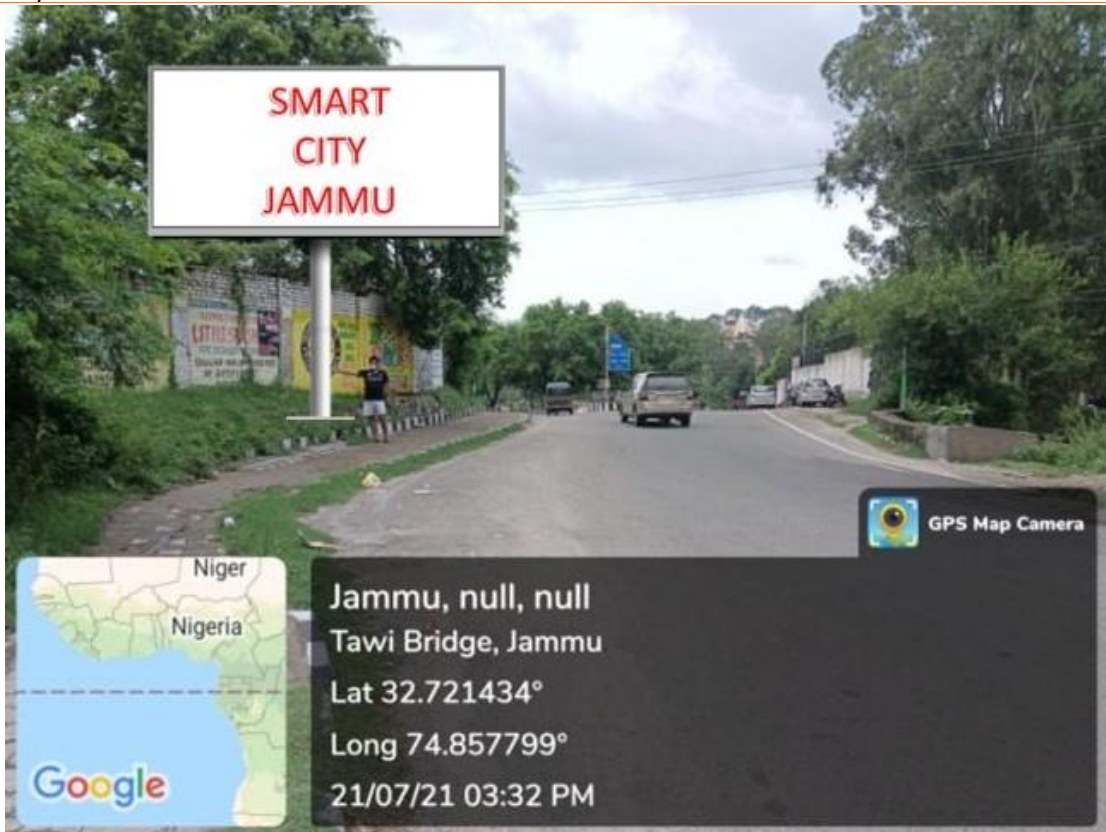 SMART
CITY
JAMMU
GPS Map Camera
Niger
Nigeria
Google
Jammu, null, null
Tawi Bridge, Jammu
Lat 32.721434°
Long 74.857799°
21/07/21 03:32 PM